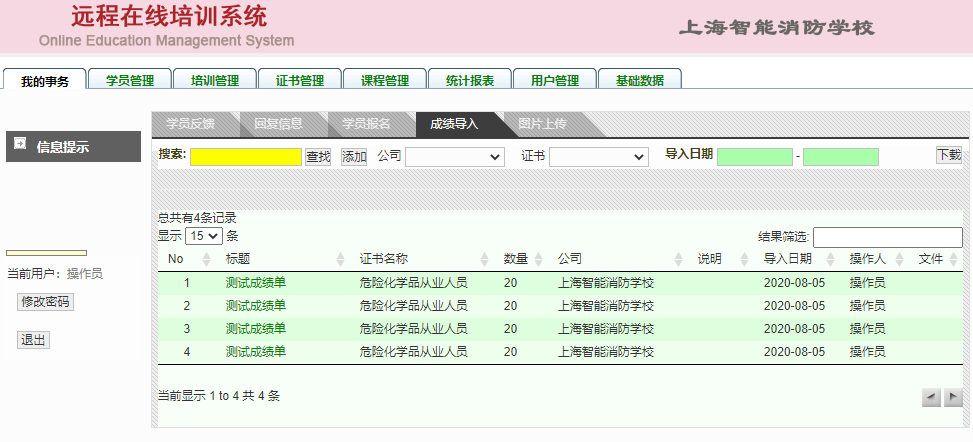 远程在线培训系统
Online Education Management System
上海智能消防学校
我的事务 学员管理 培训管理 证书管理 课程管理 统计报表 用户管理 基础数据
信息提示
学员反馈 回复信息 学员报名 成绩导入 图片上传
搜索: 查找 添加 公司 证书 导入日期 - 下载
总共有4条记录
显示 15 条
结果筛选:
当前用户：操作员
修改密码
退出
No 标题 证书名称 数量 公司 说明 导入日期 操作人 文件
1 测试成绩单 危险化学品从业人员 20 上海智能消防学校 2020-08-05 操作员
2 测试成绩单 危险化学品从业人员 20 上海智能消防学校 2020-08-05 操作员
3 测试成绩单 危险化学品从业人员 20 上海智能消防学校 2020-08-05 操作员
4 测试成绩单 危险化学品从业人员 20 上海智能消防学校 2020-08-05 操作员
当前显示 1 to 4 共 4 条